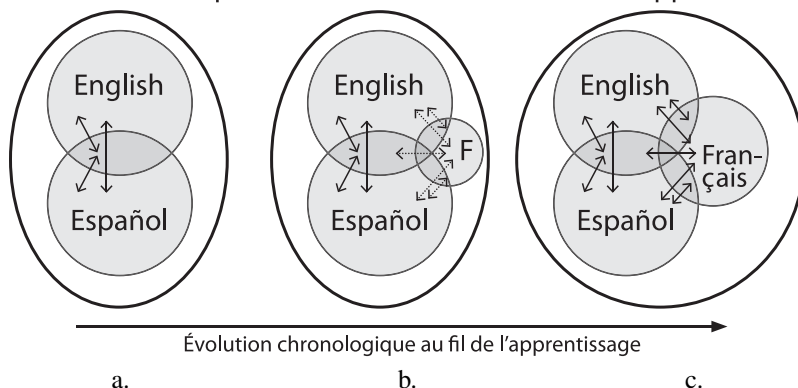 English
Español
English
F
Español
English
Fran-
çais
Español
Évolution chronologique au fil de l’apprentissage
a.
b.
c.